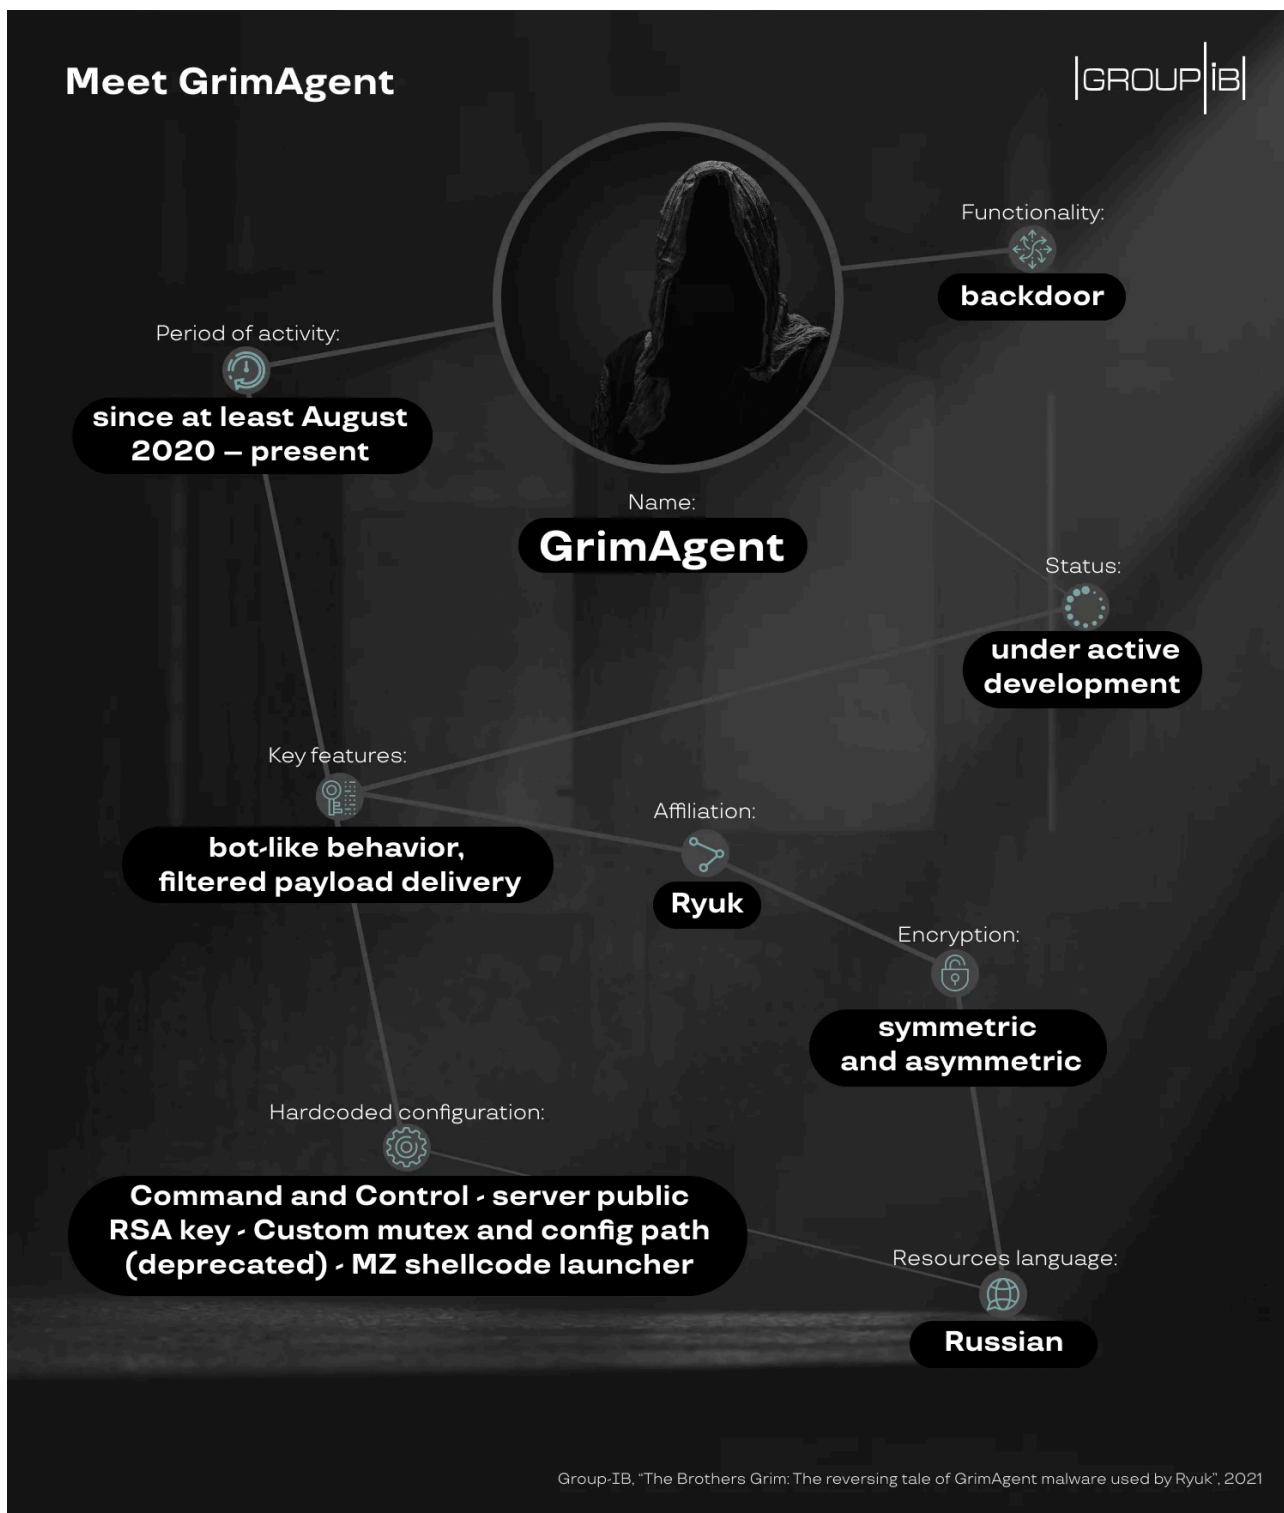 Meet GrimAgent
|GROUP|iB|
Functionality:
backdoor
Period of activity:
since at least August
2020 – present
Name:
GrimAgent
Status:
under active
development
Key features:
bot-like behavior,
filtered payload delivery
Affiliation:
Ryuk
Encryption:
symmetric
and asymmetric
Hardcoded configuration:
Command and Control - server public
RSA key - Custom mutex and config path
(deprecated) - MZ shellcode launcher
Resources language:
Russian
Group-IB, “The Brothers Grim: The reversing tale of GrimAgent malware used by Ryuk”, 2021